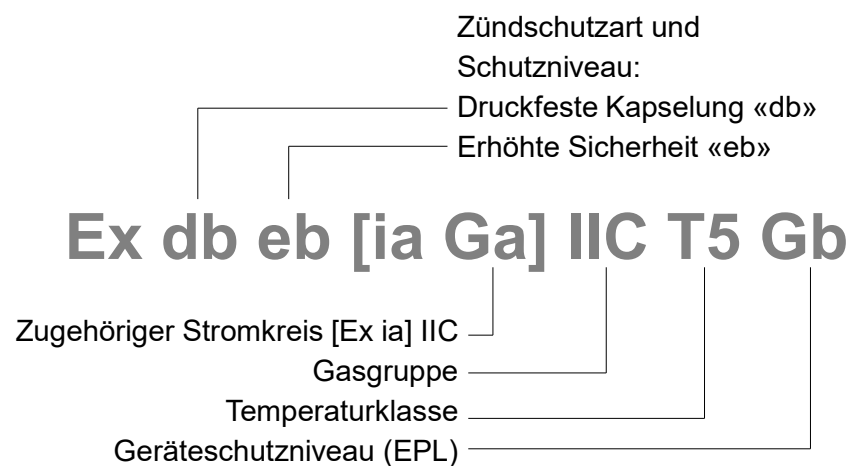 Zündschutzart und
Schutzniveau:
Druckfeste Kapselung «db»
Erhöhte Sicherheit «eb»
Ex db eb [ia Ga] IIC T5 Gb
Zugehöriger Stromkreis [Ex ia] IIC
Gasgruppe
Temperaturklasse
Geräteschutzniveau (EPL)